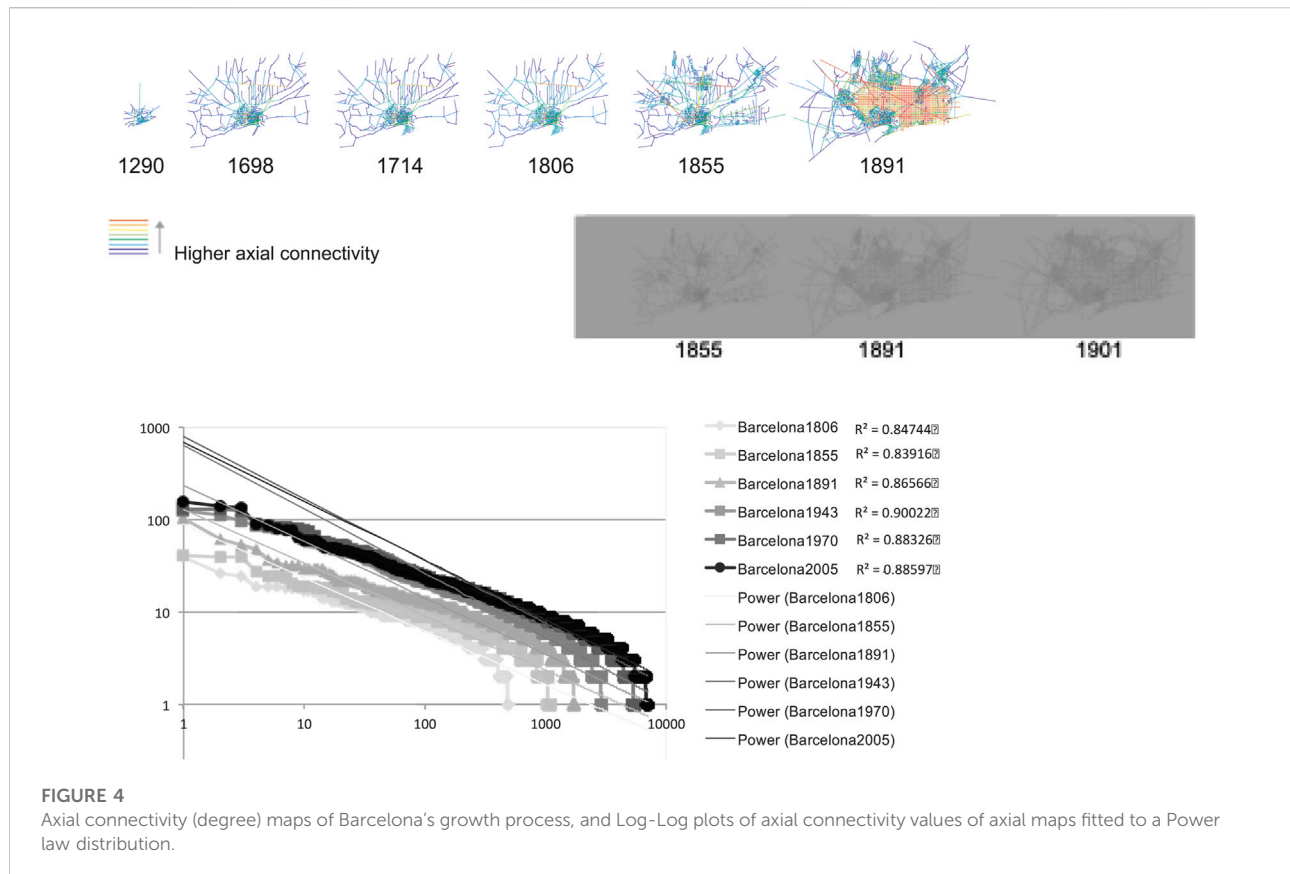 1290
1698
1714
1806
1855
1891
Higher axial connectivity
1855
1891
1901
1000
100
10
1
1
10
100
1000
10000
Barcelona1806 R² = 0.84744
Barcelona1855 R² = 0.83916
Barcelona1891 R² = 0.86566
Barcelona1943 R² = 0.90022
Barcelona1970 R² = 0.88326
Barcelona2005 R² = 0.88597
Power (Barcelona1806)
Power (Barcelona1855)
Power (Barcelona1891)
Power (Barcelona1943)
Power (Barcelona1970)
Power (Barcelona2005)
FIGURE 4
Axial connectivity (degree) maps of Barcelona's growth process, and Log-Log plots of axial connectivity values of axial maps fitted to a Power
law distribution.